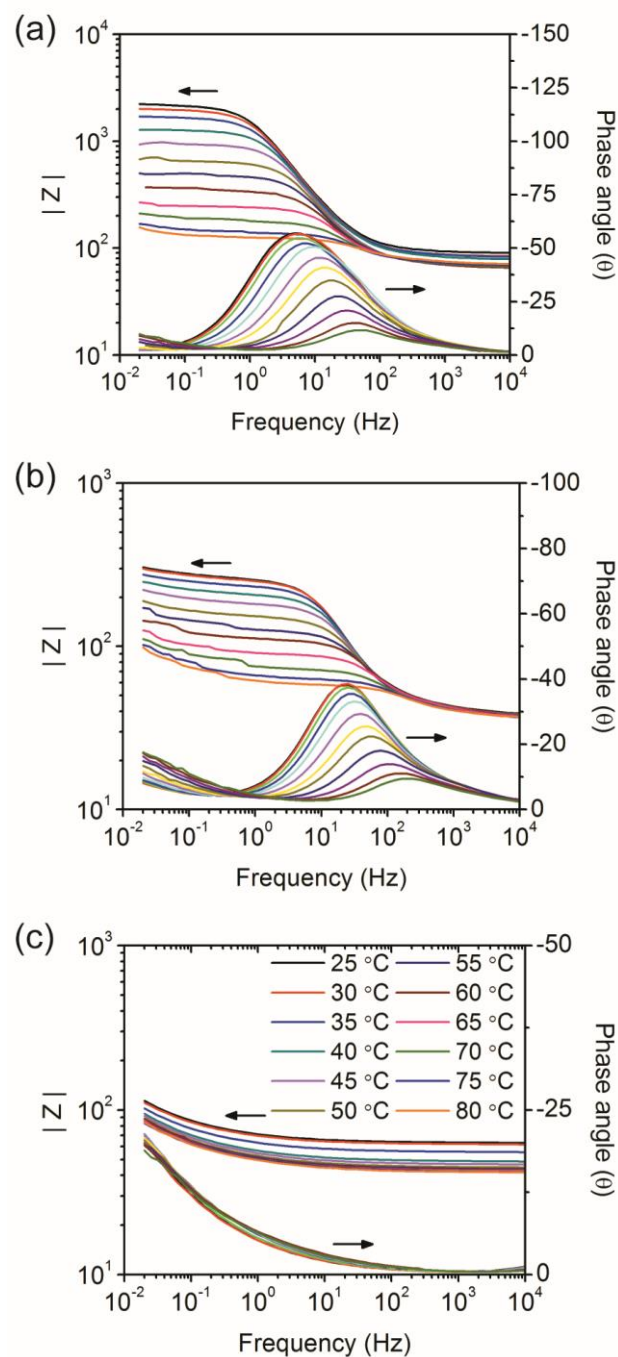 (a)
10^4
10^3
10^2
10^1
| Z |
-150
-125
-100
-75
-50
-25
0
Phase angle (θ)
10^-2 10^-1 10^0 10^1 10^2 10^3 10^4
Frequency (Hz)
(b)
10^3
10^2
10^1
| Z |
-100
-80
-60
-40
-20
0
Phase angle (θ)
10^-2 10^-1 10^0 10^1 10^2 10^3 10^4
Frequency (Hz)
(c)
10^3
10^2
10^1
| Z |
-50
-25
0
Phase angle (θ)
25 °C 55 °C
30 °C 60 °C
35 °C 65 °C
40 °C 70 °C
45 °C 75 °C
50 °C 80 °C
10^-2 10^-1 10^0 10^1 10^2 10^3 10^4
Frequency (Hz)